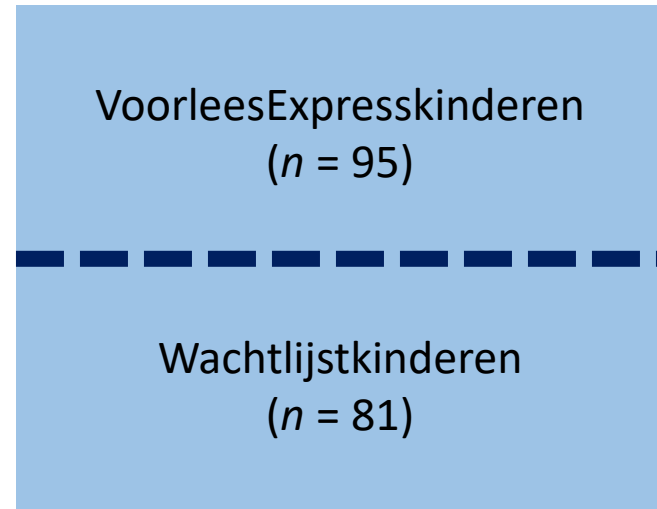 VoorleesExpresskinderen
(n = 95)
Wachtlijstkinderen
(n = 81)